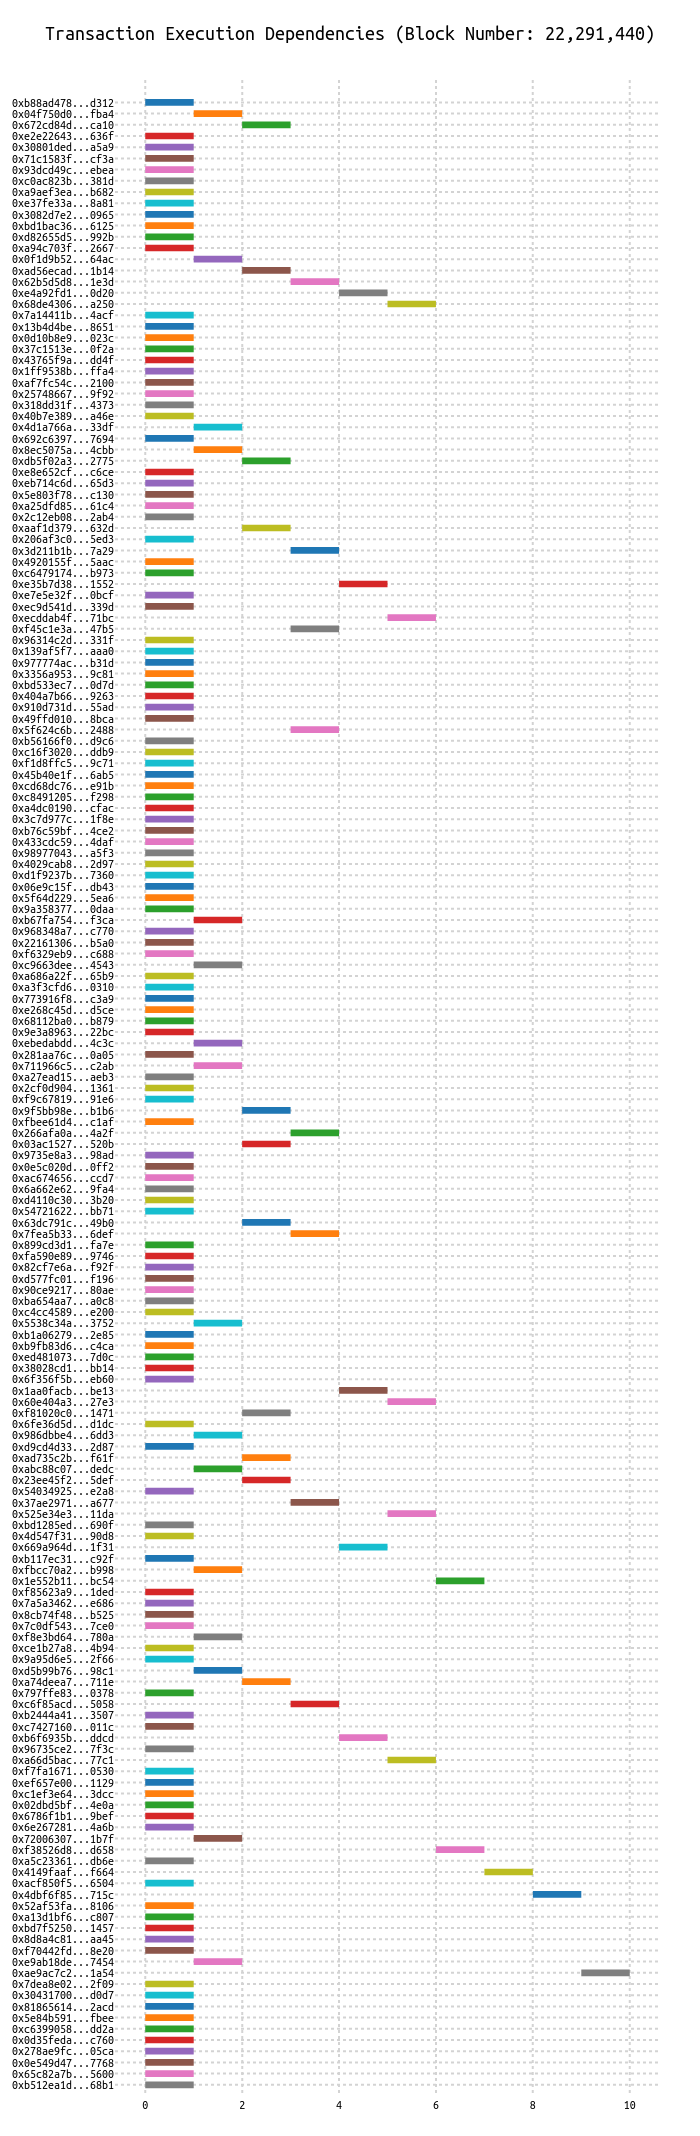 Transaction Execution Dependencies (Block Number: 22,291,440)
0xb88ad478...d312
0x04f750d0...fba4
0x672cd84d...ca10
0xe2e22643...636f
0x30801ded...a5a9
0x71c1583f...cf3a
0x93dcd49c...ebea
0xc0ac823b...381d
0xa9aef3ea...b682
0xe37fe33a...8a81
0x3082d7e2...0965
0xbd1bac36...6125
0xd82655d5...992b
0xa94c703f...2667
0x0f1d9b52...64ac
0xad56ecad...1b14
0x62b5d5d8...1e3d
0xe4a92fd1...0d20
0x68de4306...a250
0x7a14411b...4acf
0x13b4d4be...8651
0x0d10b8e9...023c
0x37c1513e...0f2a
0x43765f9a...dd4f
0x1ff9538b...ffa4
0xaf7fc54c...2100
0x25748667...9f92
0x318dd31f...4373
0x40b7e389...a46e
0x4d1a766a...33df
0x692c6397...7694
0x8ec5075a...4cbb
0xdb5f02a3...2775
0xe8e652cf...c6ce
0xeb714c6d...65d3
0x5e803f78...c130
0xa25dfd85...61c4
0x2c12eb08...2ab4
0xaaf1d379...632d
0x206af3c0...5ed3
0x3d211b1b...7a29
0x4920155f...5aac
0xc6479174...b973
0xe35b7d38...1552
0xe7e5e32f...0bcf
0xec9d541d...339d
0xecddab4f...71bc
0xf45c1e3a...47b5
0x96314c2d...331f
0x139af5f7...aaa0
0x977774ac...b31d
0x3356a953...9c81
0xbd533ec7...0d7d
0x404a7b66...9263
0x910d731d...55ad
0x49ffd010...8bca
0x5f624c6b...2488
0xb56166f0...d9c6
0xc16f3020...ddb9
0xf1d8ffc5...9c71
0x45b40e1f...6ab5
0xcd68dc76...e91b
0xc8491205...f298
0xa4dc0190...cfac
0x3c7d977c...1f8e
0xb76c59bf...4ce2
0x433cdc59...4daf
0x98977043...a5f3
0x4029cab8...2d97
0xd1f9237b...7360
0x06e9c15f...db43
0x5f64d229...5ea6
0x9a358377...0daa
0xb67fa754...f3ca
0x968348a7...c770
0x22161306...b5a0
0xf6329eb9...c688
0xc9663dee...4543
0xa686a22f...65b9
0xa3f3cfd6...0310
0x773916f8...c3a9
0xe268c45d...d5ce
0x68112ba0...b879
0x9e3a8963...22bc
0xebedabdd...4c3c
0x281aa76c...0a05
0x711966c5...c2ab
0xa27ead15...aeb3
0x2cf0d904...1361
0xf9c67819...91e6
0x9f5bb98e...b1b6
0xfbee61d4...c1af
0x266afa0a...4a2f
0x03ac1527...520b
0x9735e8a3...98ad
0x0e5c020d...0ff2
0xac674656...ccd7
0x6a662e62...9fa4
0xd4110c30...3b20
0x54721622...bb71
0x63dc791c...49b0
0x7fea5b33...6def
0x899cd3d1...fa7e
0xfa590e89...9746
0x82cf7e6a...f92f
0xd577fc01...f196
0x90ce9217...80ae
0xba654aa7...a0c8
0xc4cc4589...e200
0x5538c34a...3752
0xb1a06279...2e85
0xb9fb83d6...c4ca
0xed481073...7d0c
0x38028cd1...bb14
0x6f356f5b...eb60
0x1aa0facb...be13
0x60e404a3...27e3
0xf81020c0...1471
0x6fe36d5d...d1dc
0x986dbbe4...6dd3
0xd9cd4d33...2d87
0xad735c2b...f61f
0xabc88c07...dedc
0x23ee45f2...5def
0x54034925...e2a8
0x37ae2971...a677
0x525e34e3...11da
0xbd1285ed...690f
0x4d547f31...90d8
0x669a964d...1f31
0xb117ec31...c92f
0xfbcc70a2...b998
0x1e552b11...bc54
0xf85623a9...1ded
0x7a5a3462...e686
0x8cb74f48...b525
0x7c0df543...7ce0
0xf8e3bd64...780a
0xce1b27a8...4b94
0x9a95d6e5...2f66
0xd5b99b76...98c1
0xa74deea7...711e
0x797ffe83...0378
0xc6f85acd...5058
0xb2444a41...3507
0xc7427160...011c
0xb6f6935b...ddcd
0x96735ce2...7f3c
0xa66d5bac...77c1
0xf7fa1671...0530
0xef657e00...1129
0xc1ef3e64...3dcc
0x02dbd5bf...4e0a
0x6786f1b1...9bef
0x6e267281...4a6b
0x72006307...1b7f
0xf38526d8...d658
0xa5c23361...db6e
0x4149faaf...f664
0xacf850f5...6504
0x4dbf6f85...715c
0x52af53fa...8106
0xa13d1bf6...c807
0xbd7f5250...1457
0x8d8a4c81...aa45
0xf70442fd...8e20
0xe9ab18de...7454
0xae9ac7c2...1a54
0x7dea8e02...2f09
0x30431700...d0d7
0x81865614...2acd
0x5e84b591...fbee
0xc6399058...dd2a
0x0d35feda...c760
0x278ae9fc...05ca
0x0e549d47...7768
0x65c82a7b...5600
0xb512ea1d...68b1
0 2 4 6 8 10